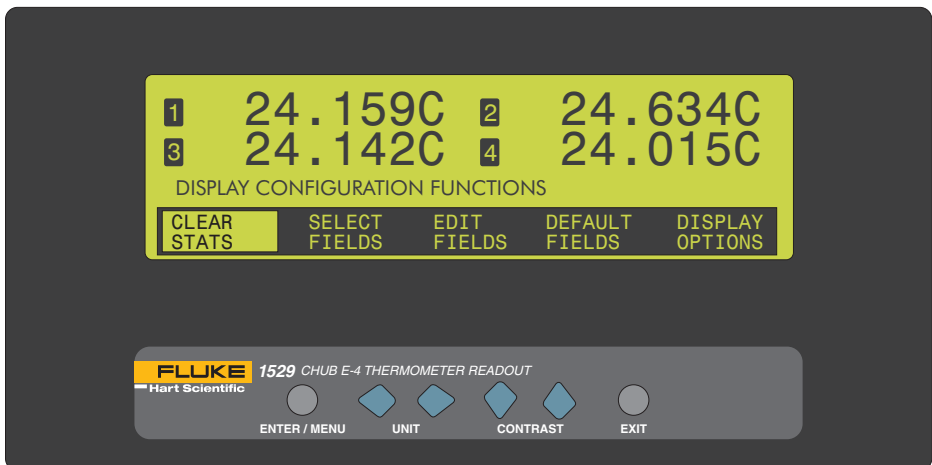 1 24.159C 2 24.634C
3 24.142C 4 24.015C
DISPLAY CONFIGURATION FUNCTIONS
CLEAR SELECT EDIT DEFAULT DISPLAY
STATS FIELDS FIELDS FIELDS OPTIONS
FLUKE 1529 CHUB E-4 THERMOMETER READOUT
Hart Scientific
ENTER / MENU UNIT CONTRAST EXIT